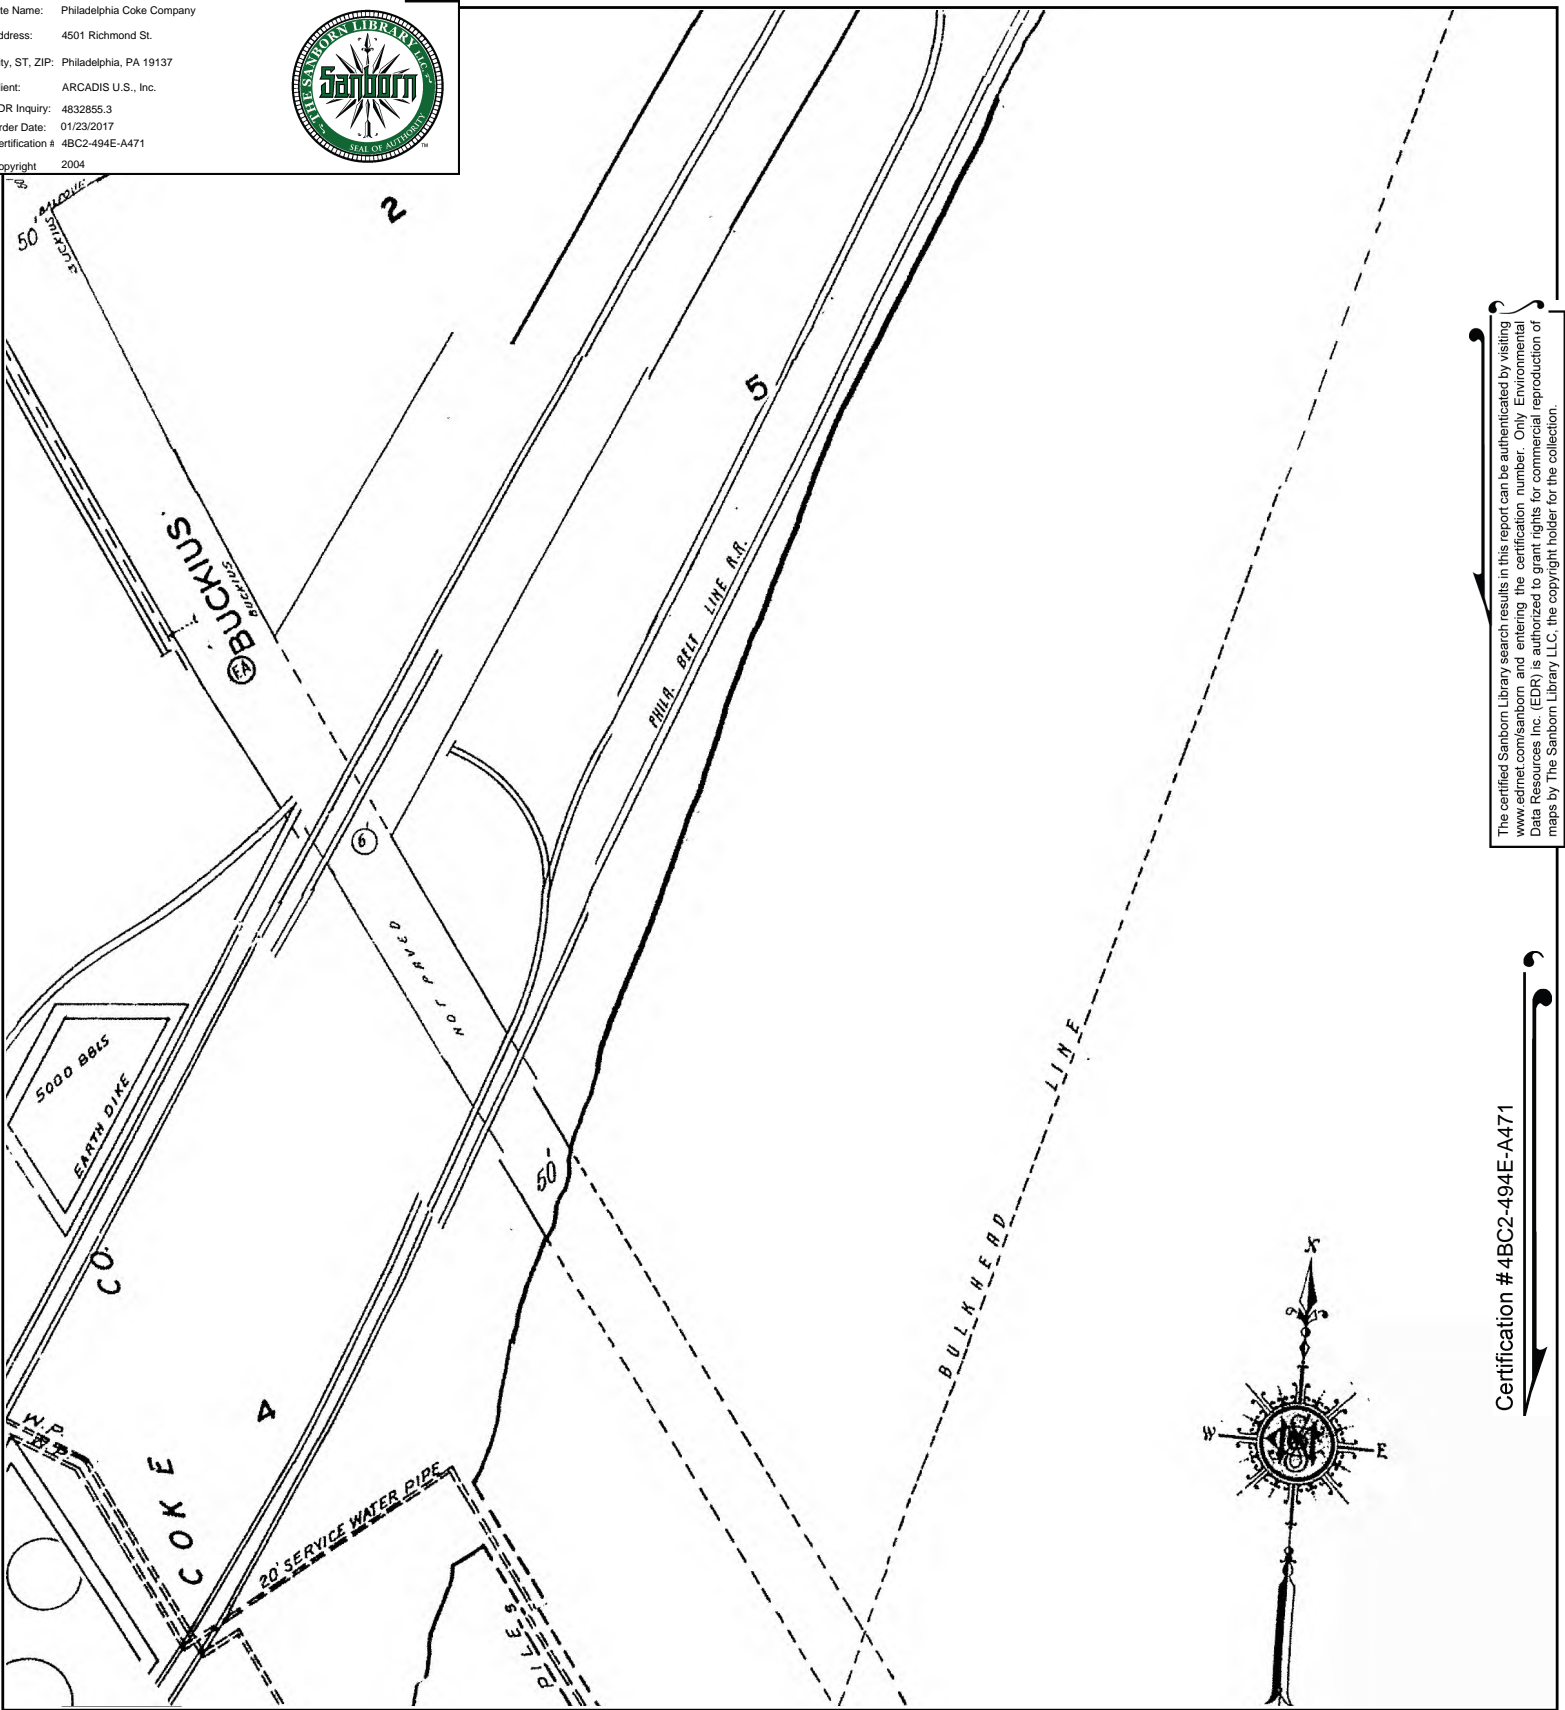 te Name: Philadelphia Coke Company
ddress: 4501 Richmond St.
ty, ST, ZIP: Philadelphia, PA 19137
ient: ARCADIS U.S., Inc.
DR Inquiry: 4832855.3
rder Date: 01/23/2017
ertification # 4BC2-494E-A471
opyright 2004
THE SANBORN LIBRARY, LLC.
Sanborn
SEAL OF AUTHORITY
TM
50'
BUCKIUS
2
5
BUCKIUS
BUCKIUS
EA
PHILA. BELT LINE R.R.
6
NOT PAVED
5000 BBLS
EARTH DIKE
50'
LINE
BULKHEAD
CO.
4
W.P.
COKE
20' SERVICE WATER PIPE
PILES
N
W
E
The certified Sanborn Library search results in this report can be authenticated by visiting
www.edrnet.com/sanborn and entering the certification number. Only Environmental
Data Resources Inc. (EDR) is authorized to grant rights for commercial reproduction of
maps by The Sanborn Library LLC, the copyright holder for the collection.
Certification # 4BC2-494E-A471